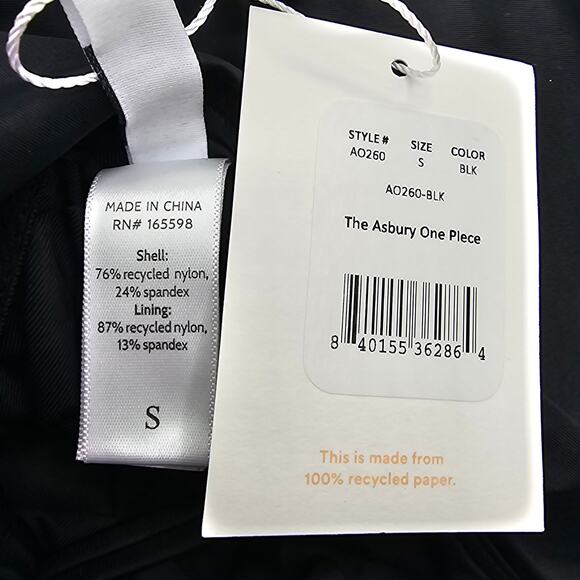 MADE IN CHINA
RN# 165598
Shell:
76% recycled nylon,
24% spandex
Lining:
87% recycled nylon,
13% spandex
S
STYLE# SIZE COLOR
AO260 S BLK
AO260-BLK
The Asbury One Piece
8 40155 36286 4
This is made from
100% recycled paper.